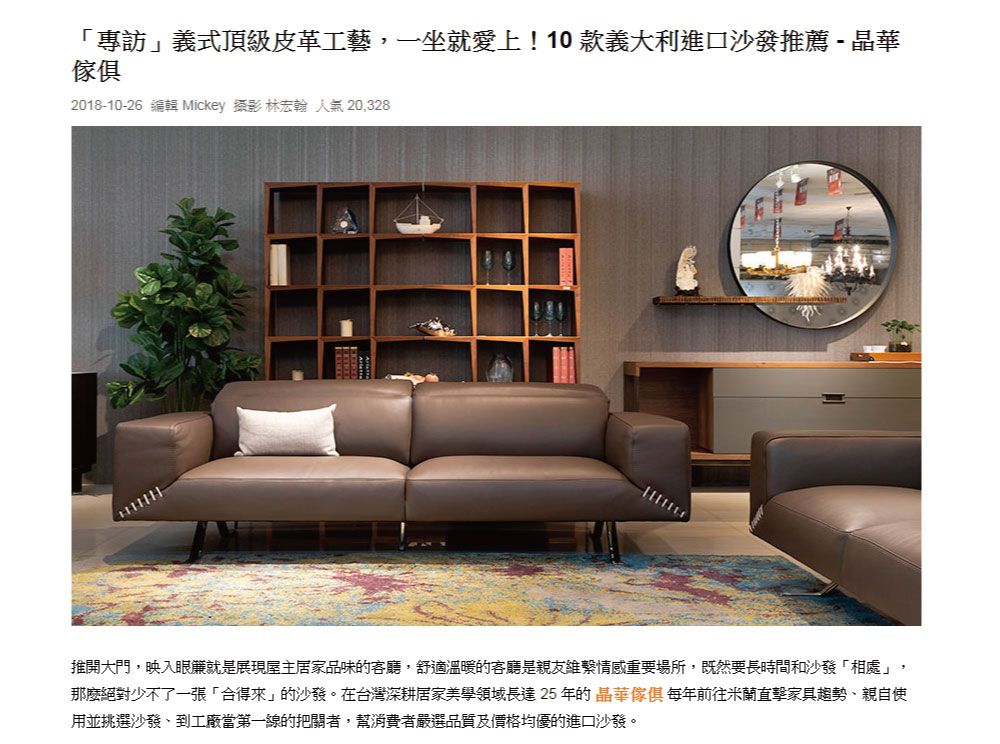 「專訪」義式頂級皮革工藝，一坐就愛上！10 款義大利進口沙發推薦 - 晶華
傢俱
2018-10-26 編輯 Mickey 攝影 林宏翰 人氣 20,328
推開大門，映入眼簾就是展現屋主居家品味的客廳，舒適溫暖的客廳是親友維繫情感重要場所，既然要長時間和沙發「相處」，
那麼絕對少不了一張「合得來」的沙發。在台灣深耕居家美學領域長達 25 年的 晶華傢俱 每年前往米蘭直擊家具趨勢、親自使
用並挑選沙發、到工廠當第一線的把關者，幫消費者嚴選品質及價格均優的進口沙發。